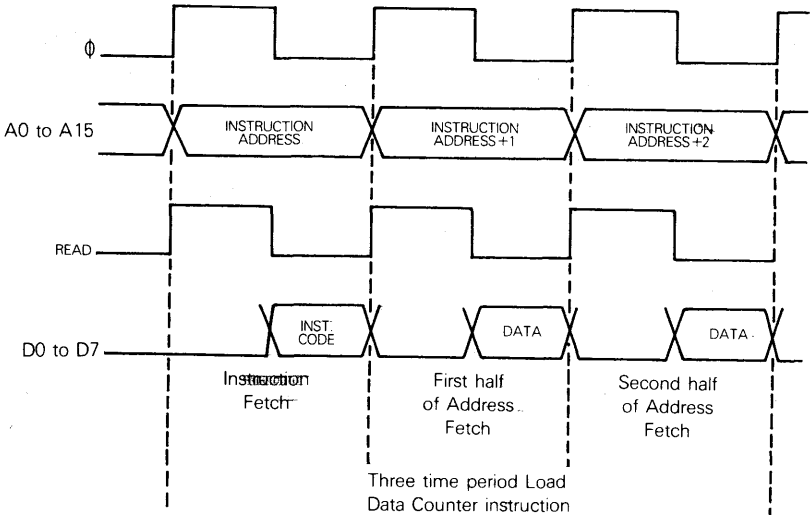 Φ
A0 to A15
INSTRUCTION
ADDRESS
INSTRUCTION
ADDRESS+1
INSTRUCTION
ADDRESS+2
READ
D0 to D7
INST.
CODE
DATA
DATA
Instruction
Fetch
First half
of Address
Fetch
Second half
of Address
Fetch
Three time period Load
Data Counter instruction